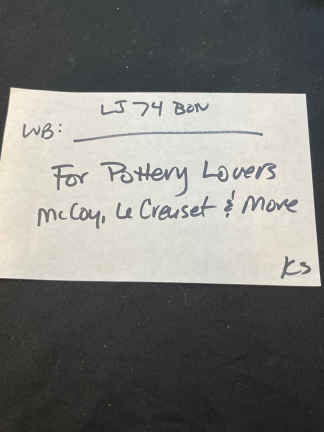 LJ 74 BON
WB:
For Pottery Lovers
McCoy, Le Creuset & More
KS